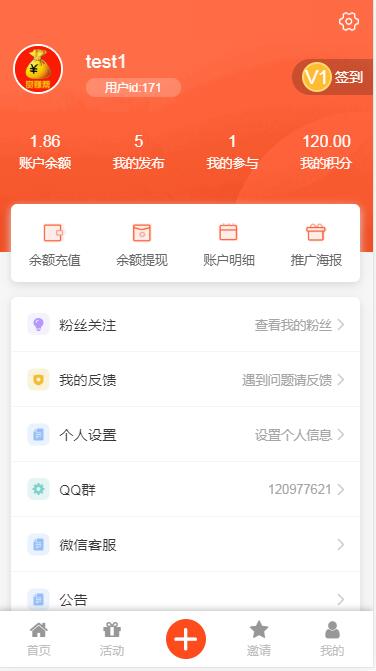 test1
用户id:171
V1 签到
1.86 5 1 120.00
账户余额 我的发布 我的参与 我的积分
余额充值 余额提现 账户明细 推广海报
粉丝关注 查看我的粉丝
我的反馈 遇到问题请反馈
个人设置 设置个人信息
QQ群 120977621
微信客服
公告
首页 活动 邀请 我的